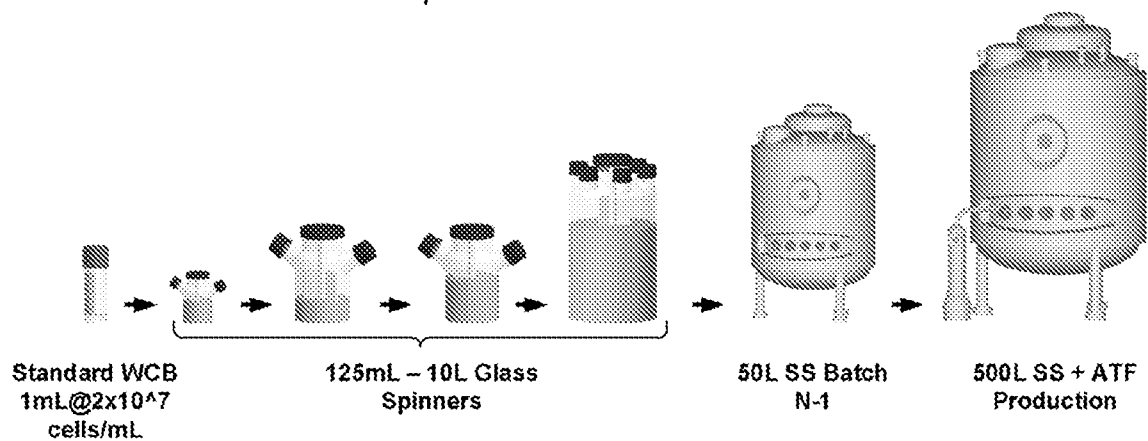 Standard WCB
1mL@2x10^7
cells/mL
125mL – 10L Glass
Spinners
50L SS Batch
N-1
500L SS + ATF
Production